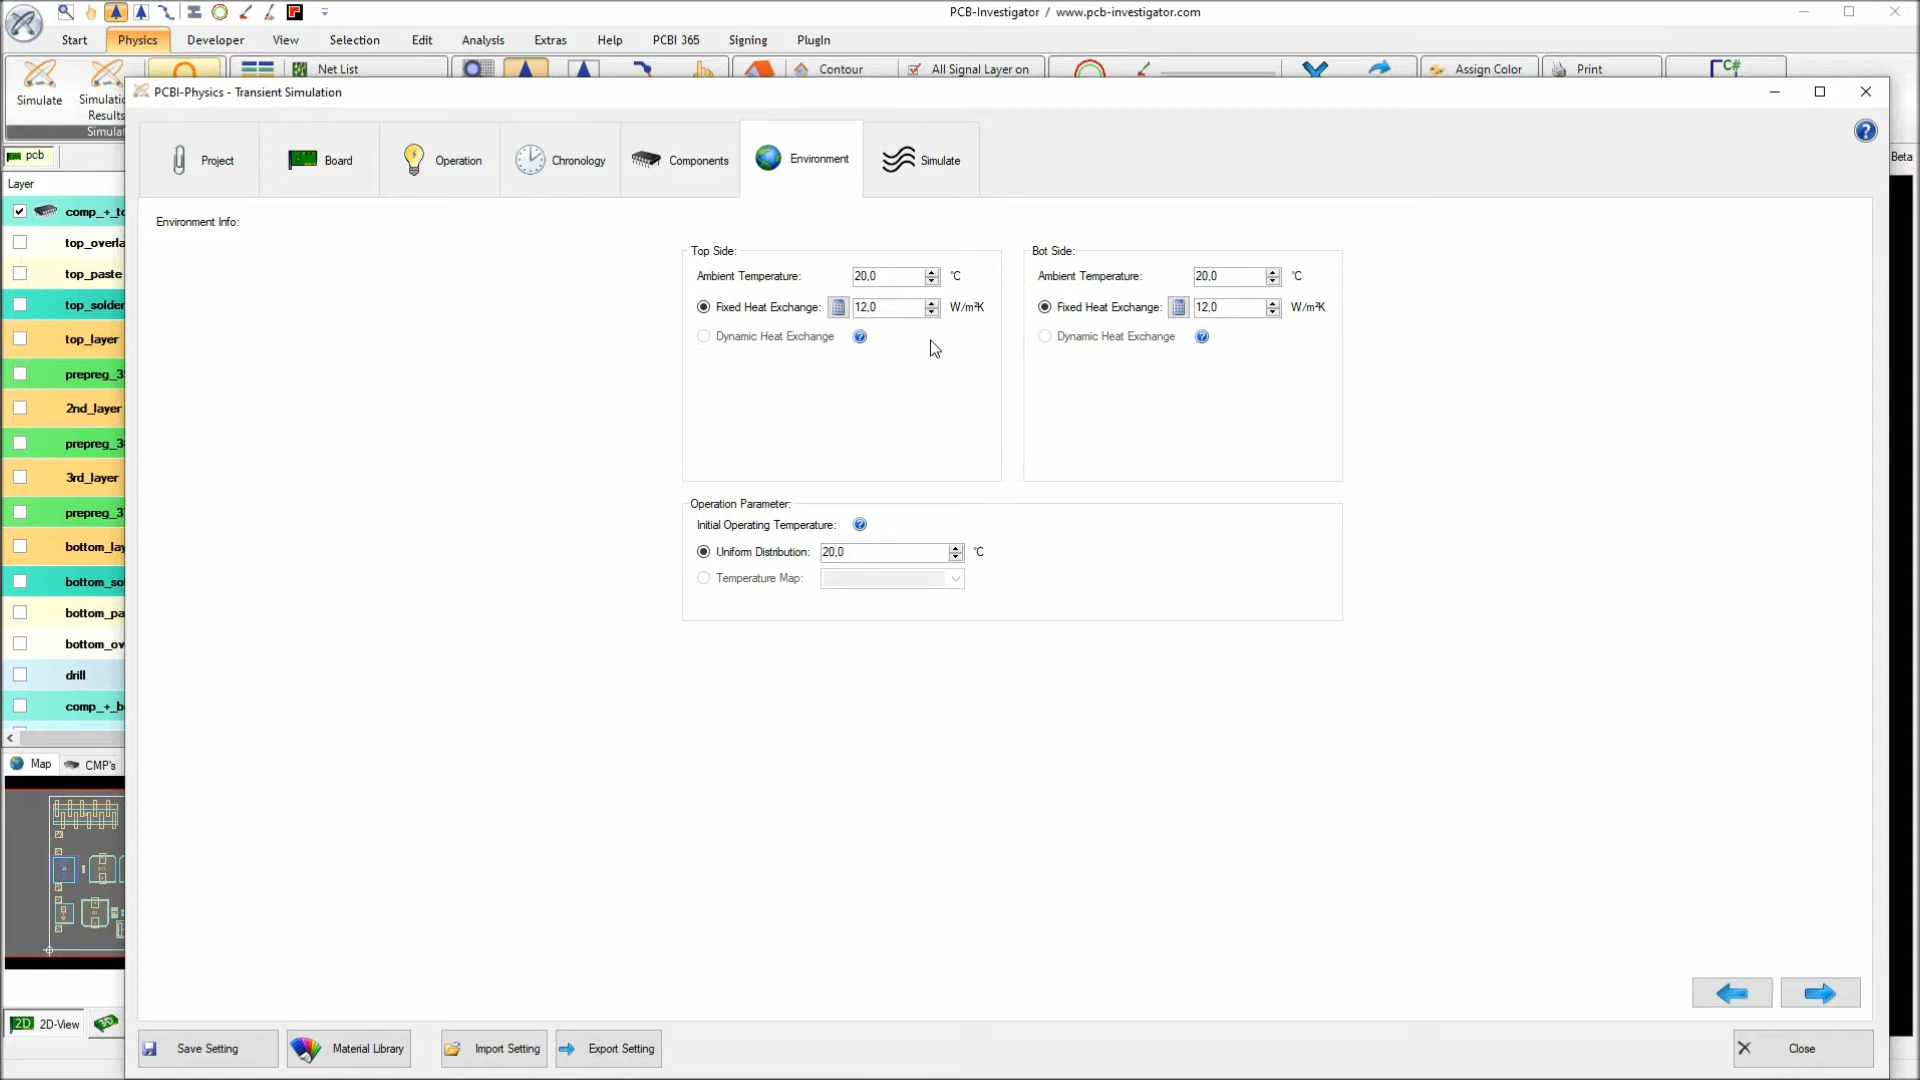 PCB-Investigator / www.pcb-investigator.com
Start Physics Developer View Selection Edit Analysis Extras Help PCBI 365 Signing PlugIn
Net List Contour All Signal Layer on Assign Color Print C#
Simulate
Results
PCBI-Physics - Transient Simulation
pcb
Beta
Project Board Operation Chronology Components Environment Simulate
Layer
Environment Info:
top_layer
2nd_layer
3rd_layer
drill
Top Side:
Ambient Temperature: 20,0 °C
Fixed Heat Exchange: 12,0 W/m²K
Dynamic Heat Exchange
Bot Side:
Ambient Temperature: 20,0 °C
Fixed Heat Exchange: 12,0 W/m²K
Dynamic Heat Exchange
Operation Parameter:
Initial Operating Temperature:
Uniform Distribution: 20,0 °C
Temperature Map:
Map CMP's
2D 2D-View 3D
Save Setting Material Library Import Setting Export Setting Close